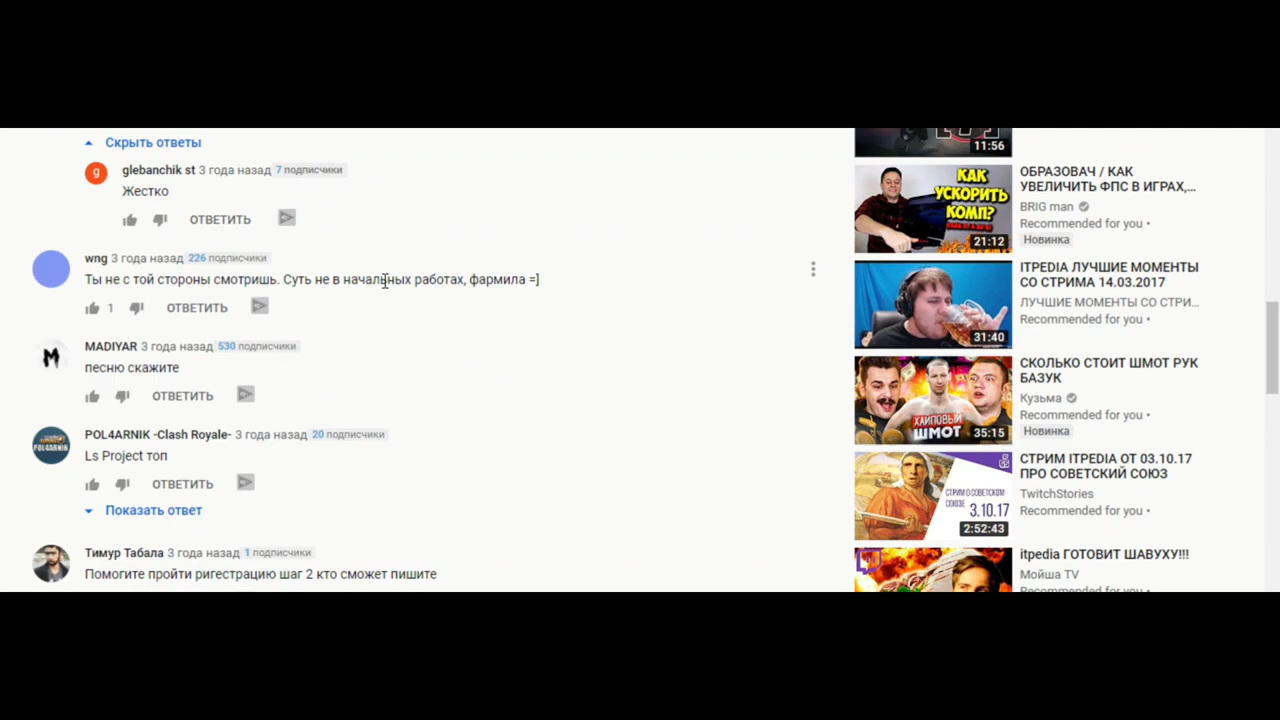 Скрыть ответы
glebanchik st 3 года назад 7 подписчики
Жестко
ОТВЕТИТЬ
wng 3 года назад 226 подписчики
Ты не с той стороны смотришь. Суть не в начальных работах, фармила =]
1 ОТВЕТИТЬ
MADIYAR 3 года назад 530 подписчики
песню скажите
ОТВЕТИТЬ
POL4ARNIK -Clash Royale- 3 года назад 20 подписчики
Ls Project топ
ОТВЕТИТЬ
Показать ответ
Тимур Табала 3 года назад 1 подписчики
Помогите пройти ригестрацию шаг 2 кто сможет пишите
11:56
КАК
УСКОРИТЬ
КОМП?
21:12
ОБРАЗОВАЧ / КАК
УВЕЛИЧИТЬ ФПС В ИГРАХ,...
BRIG man
Recommended for you •
Новинка
31:40
ITPEDIA ЛУЧШИЕ МОМЕНТЫ
СО СТРИМА 14.03.2017
ЛУЧШИЕ МОМЕНТЫ СО СТРИ...
Recommended for you •
ХАЙПОВЫЙ
ШМОТ
35:15
СКОЛЬКО СТОИТ ШМОТ РУК
БАЗУК
Кузьма
Recommended for you •
Новинка
СТРИМ О СОВЕТСКОМ
СОЮЗЕ
3.10.17
2:52:43
СТРИМ ITPEDIA ОТ 03.10.17
ПРО СОВЕТСКИЙ СОЮЗ
TwitchStories
Recommended for you •
itpedia ГОТОВИТ ШАВУХУ!!!
Мойша TV
Recommended for you •